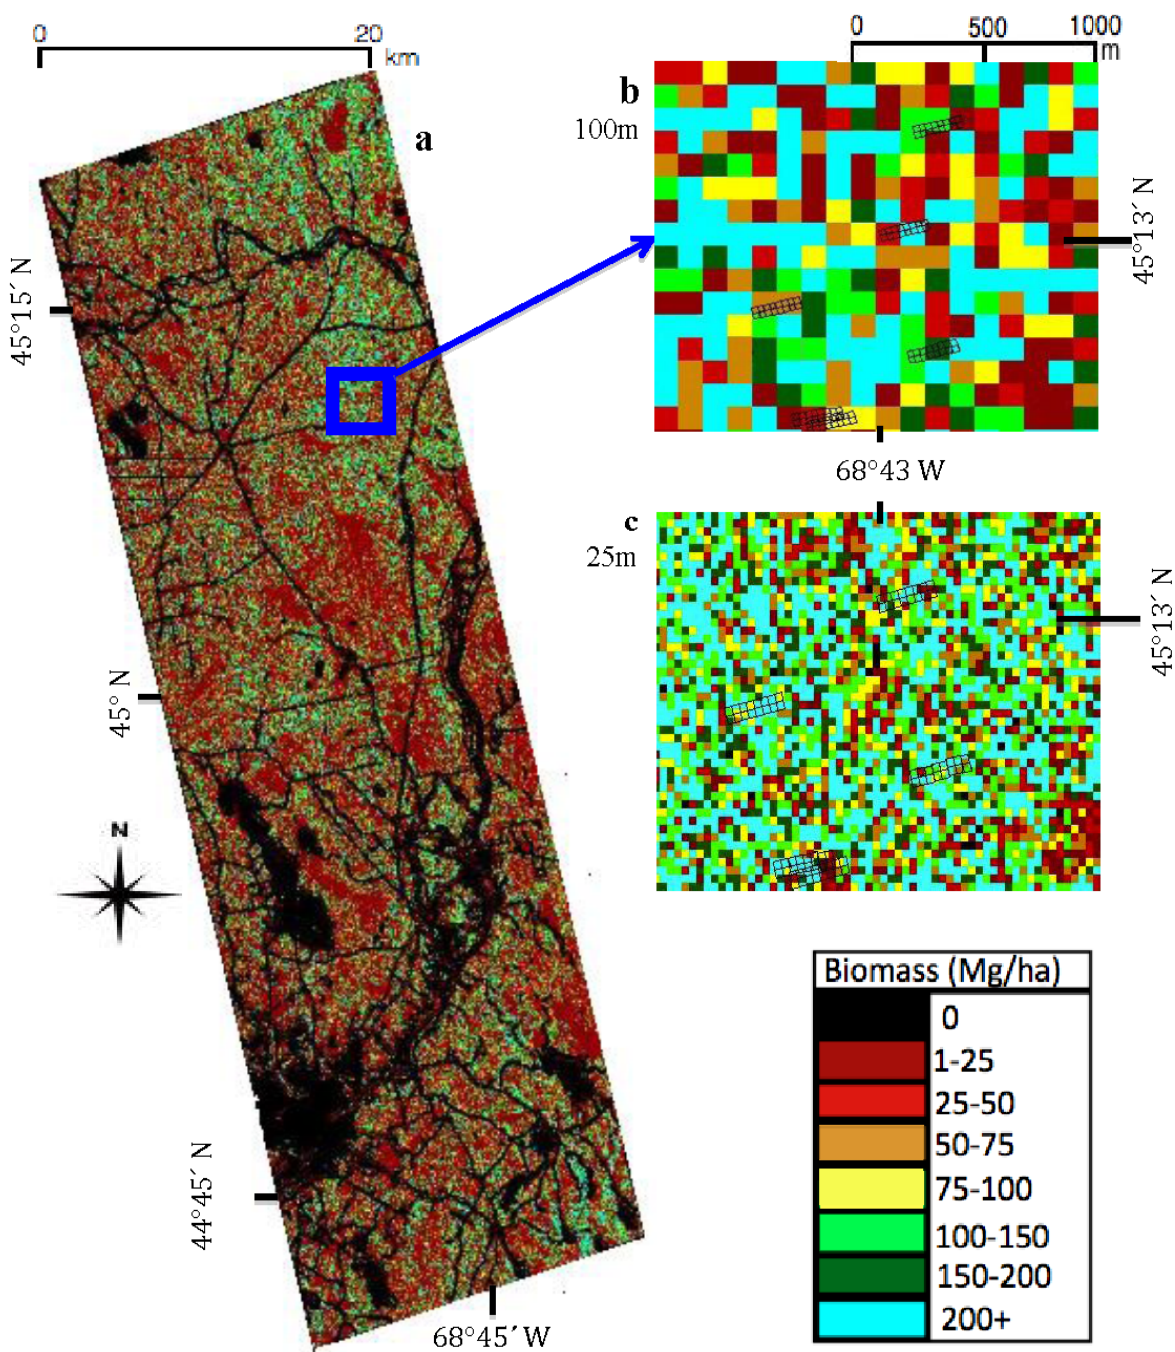 0 20
km
a
45°15´ N
45° N
44°45´ N
68°45´ W
N
0 500 1000
m
b
100m
45°13´ N
68°43 W
c
25m
45°13´ N
Biomass (Mg/ha)
0
1-25
25-50
50-75
75-100
100-150
150-200
200+